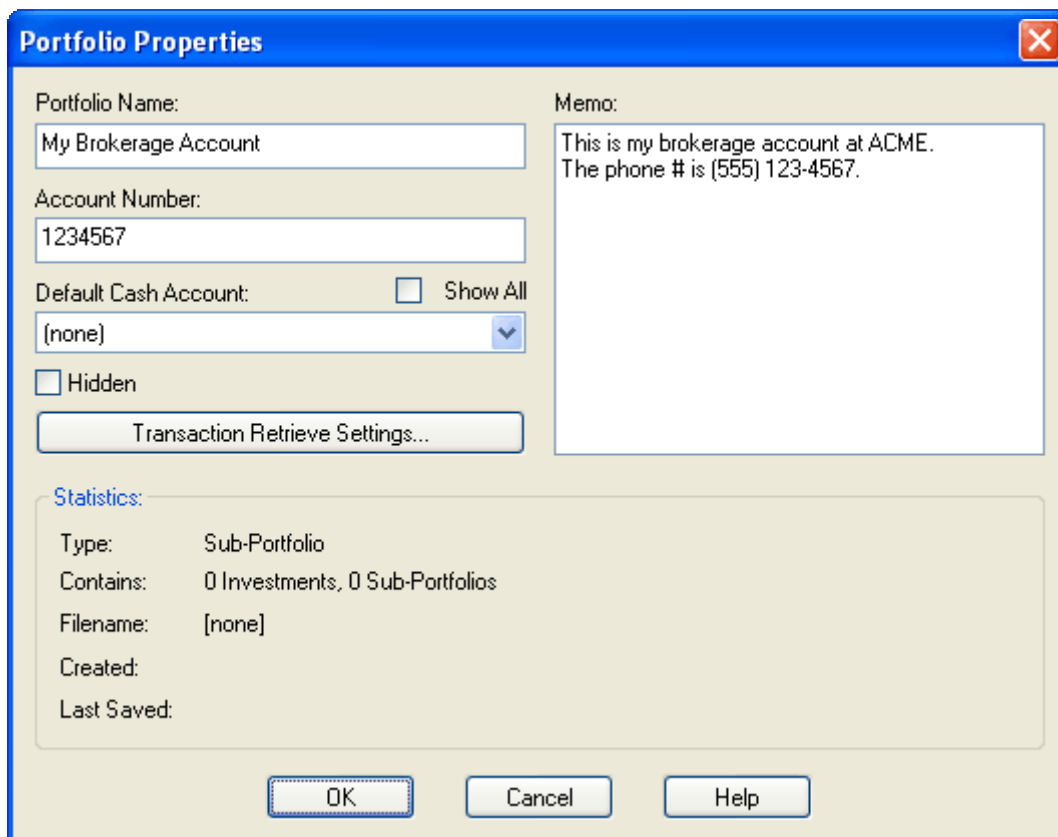 Portfolio Properties
Portfolio Name:
My Brokerage Account
Account Number:
1234567
Default Cash Account:
Show All
(none)
Hidden
Transaction Retrieve Settings...
Memo:
This is my brokerage account at ACME.
The phone # is (555) 123-4567.
Statistics:
Type: Sub-Portfolio
Contains: 0 Investments, 0 Sub-Portfolios
Filename: [none]
Created:
Last Saved:
OK Cancel Help